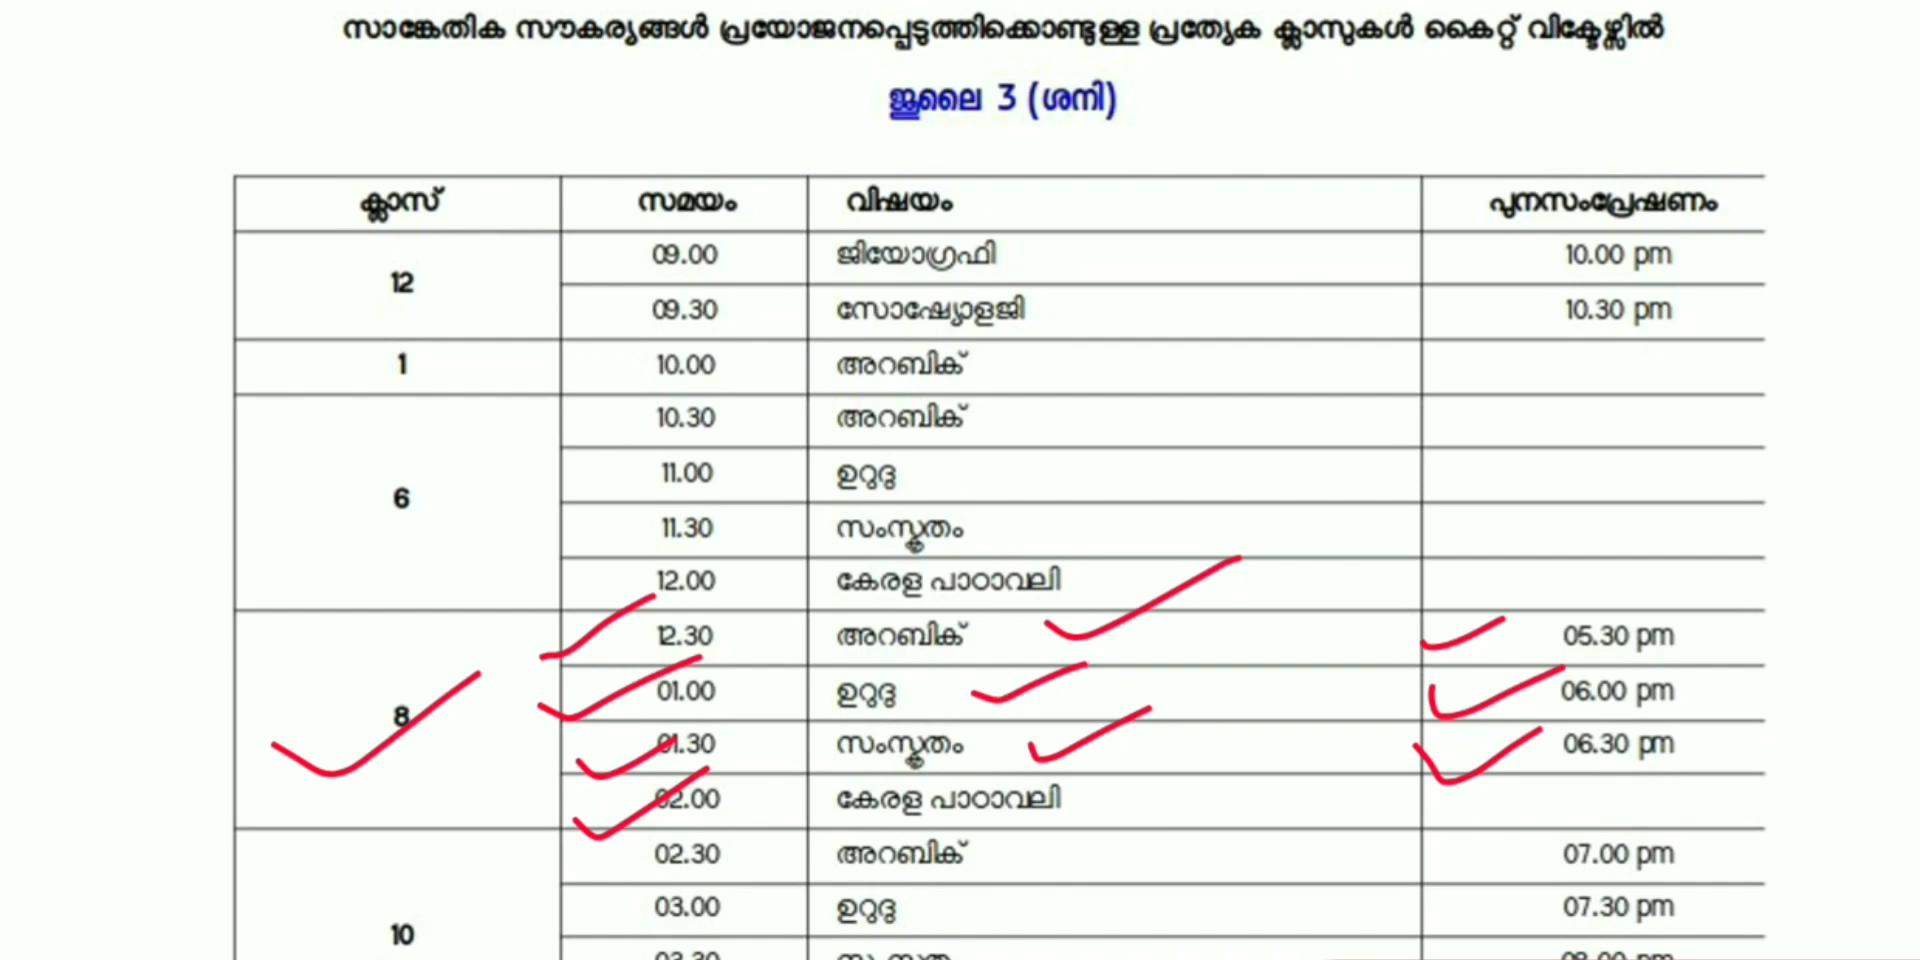 സാങ്കേതിക സൗകര്യങ്ങൾ പ്രയോജനപ്പെടുത്തിക്കൊണ്ടുള്ള പ്രത്യേക ക്ലാസുകൾ കൈറ്റ് വിക്ടേഴ്സിൽ
ജൂലൈ 3 (ശനി)
ക്ലാസ് സമയം വിഷയം പുനസംപ്രേഷണം
12 09.00 ജിയോഗ്രഫി 10.00 pm
09.30 സോഷ്യോളജി 10.30 pm
1 10.00 അറബിക്
6 10.30 അറബിക്
11.00 ഉറുദു
11.30 സംസ്കൃതം
12.00 കേരള പാഠാവലി
8 12.30 അറബിക് 05.30 pm
01.00 ഉറുദു 06.00 pm
01.30 സംസ്കൃതം 06.30 pm
02.00 കേരള പാഠാവലി
10 02.30 അറബിക് 07.00 pm
03.00 ഉറുദു 07.30 pm